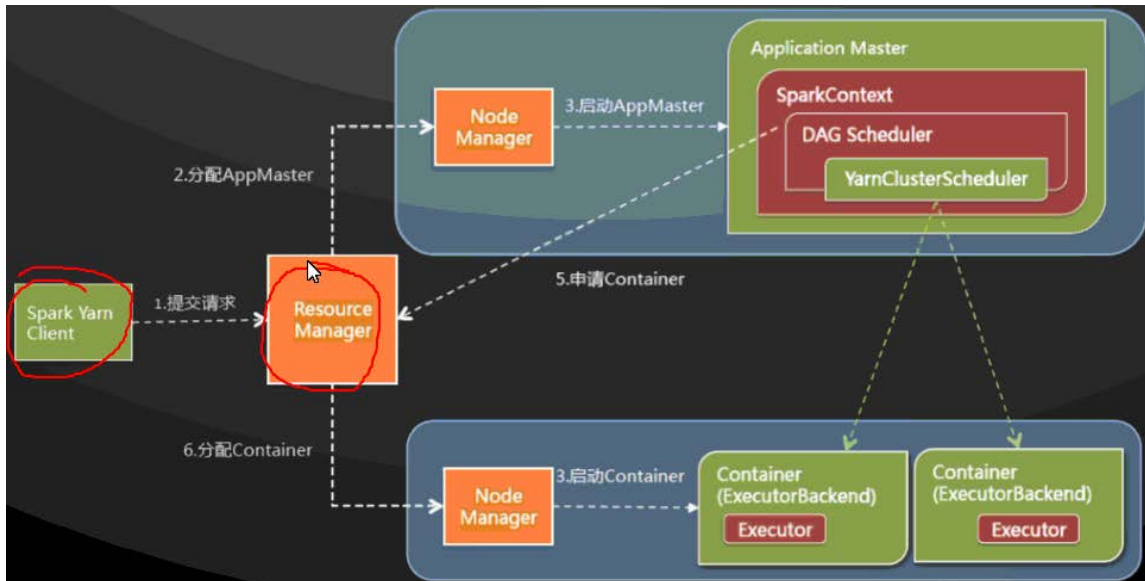 Application Master
SparkContext
DAG Scheduler
YarnClusterScheduler
Node
Manager
3.启动AppMaster
2.分配AppMaster
5.申请Container
Spark Yarn
Client
1.提交请求
Resource
Manager
6.分配Container
Node
Manager
3.启动Container
Container
(ExecutorBackend)
Executor
Container
(ExecutorBackend)
Executor